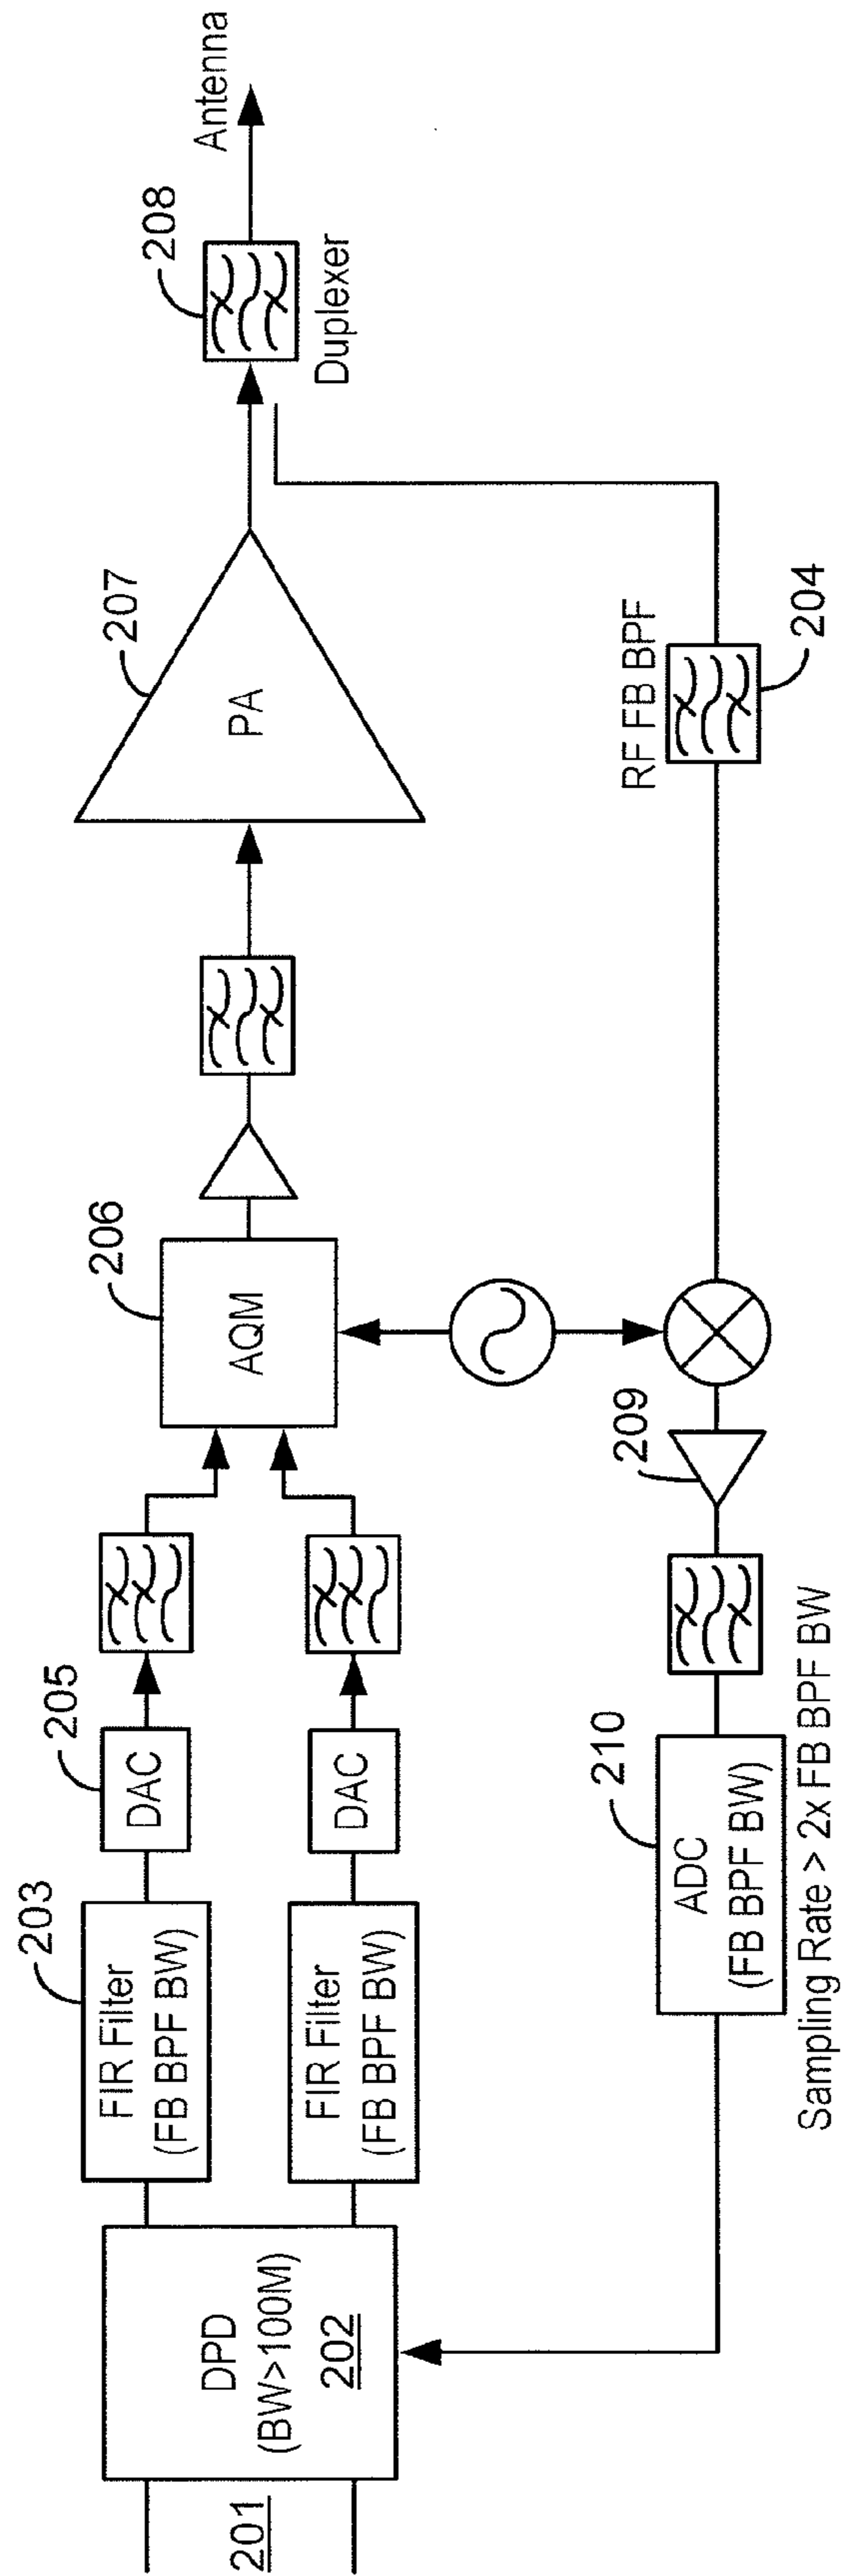 201
DPD
(BW>100M)
202
203
FIR Filter
(FB BPF BW)
FIR Filter
(FB BPF BW)
205
DAC
DAC
206
AQM
207
PA
208
Duplexer
Antenna
RF FB BPF
204
209
210
ADC
(FB BPF BW)
Sampling Rate > 2x FB BPF BW